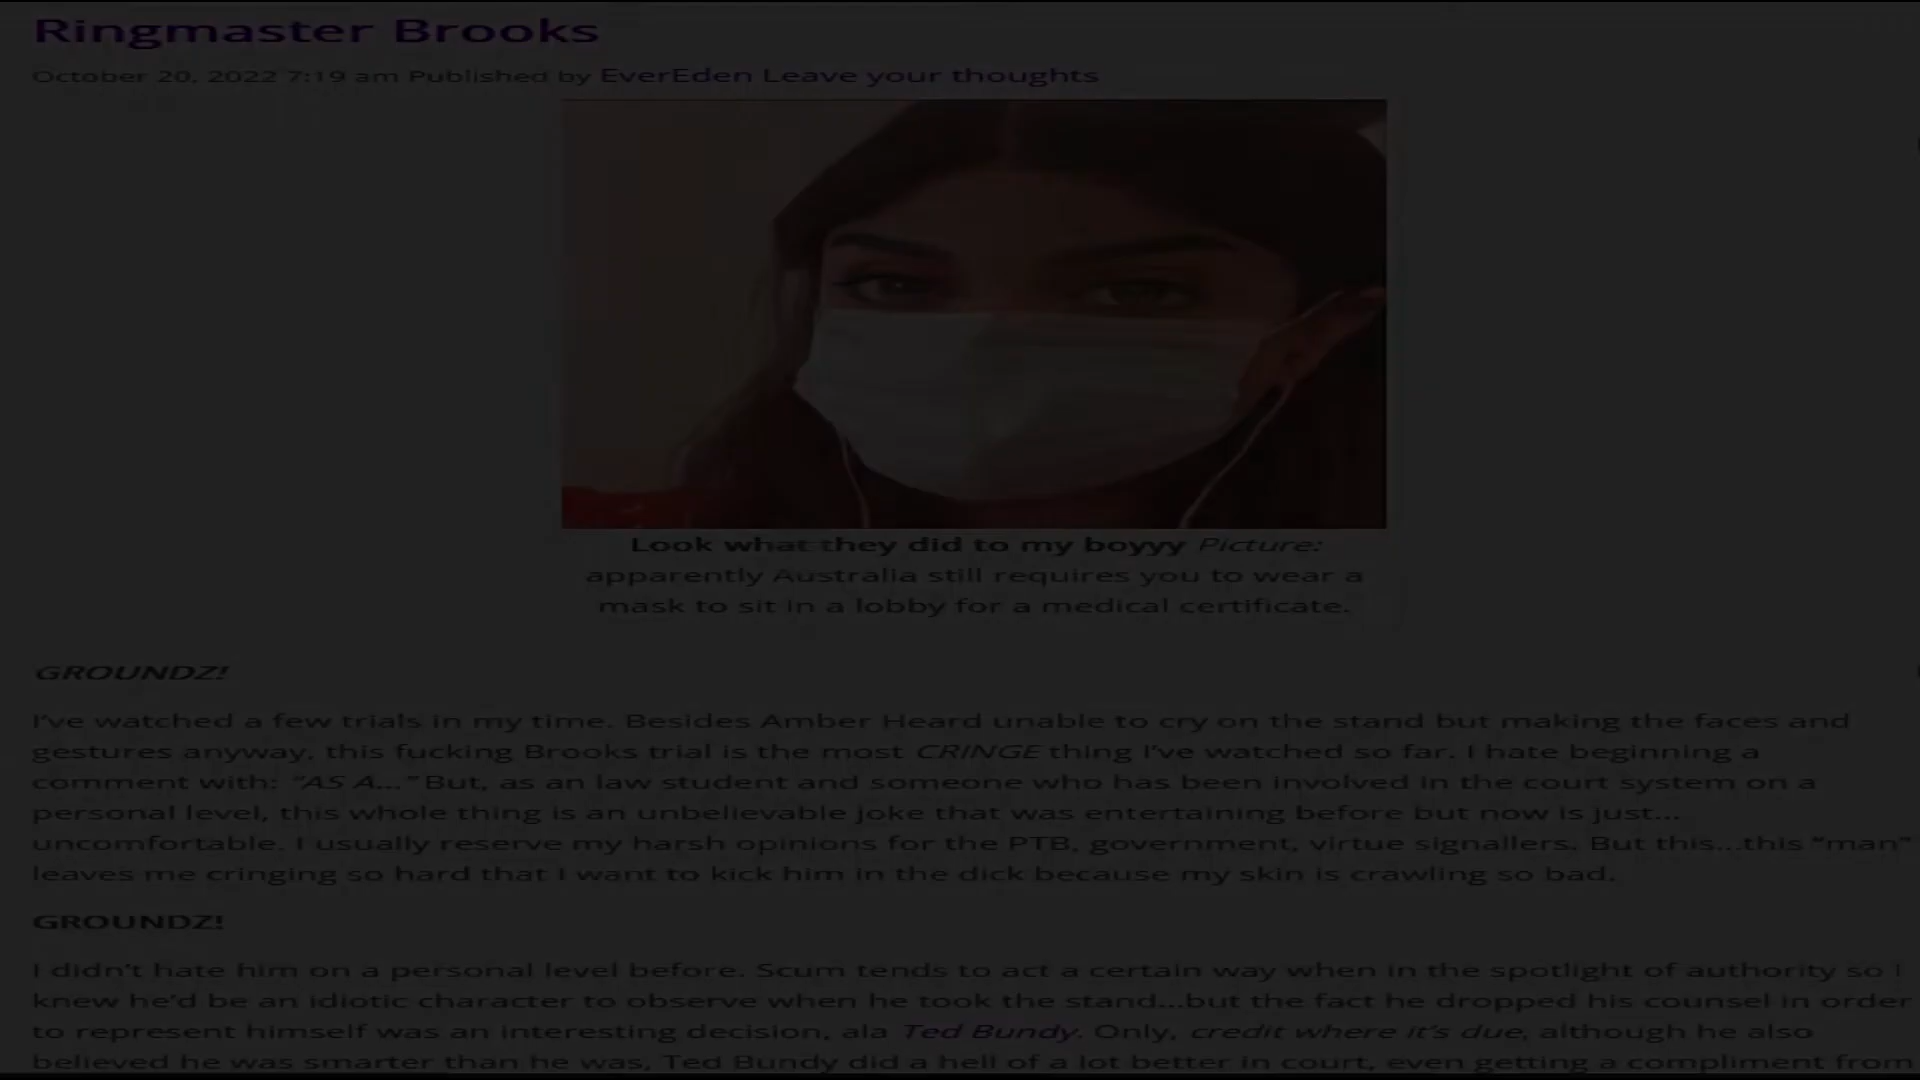 Ringmaster Brooks
October 20, 2022 7:19 am Published by EverEden Leave your thoughts
Look what they did to my boyyy Picture:
apparently Australia still requires you to wear a
mask to sit in a lobby for a medical certificate.
GROUNDZ!
I've watched a few trials in my time. Besides Amber Heard unable to cry on the stand but making the faces and
gestures anyway, this fucking Brooks trial is the most CRINGE thing I've watched so far. I hate beginning a
comment with: "AS A..." But, as an law student and someone who has been involved in the court system on a
personal level, this whole thing is an unbelievable joke that was entertaining before but now is just...
uncomfortable. I usually reserve my harsh opinions for the PTB, government, virtue signallers. But this...this "man"
leaves me cringing so hard that I want to kick him in the dick because my skin is crawling so bad.
GROUNDZ!
I didn't hate him on a personal level before. Scum tends to act a certain way when in the spotlight of authority so I
knew he'd be an idiotic character to observe when he took the stand...but the fact he dropped his counsel in order
to represent himself was an interesting decision, ala Ted Bundy. Only, credit where it's due, although he also
believed he was smarter than he was, Ted Bundy did a hell of a lot better in court, even getting a compliment from